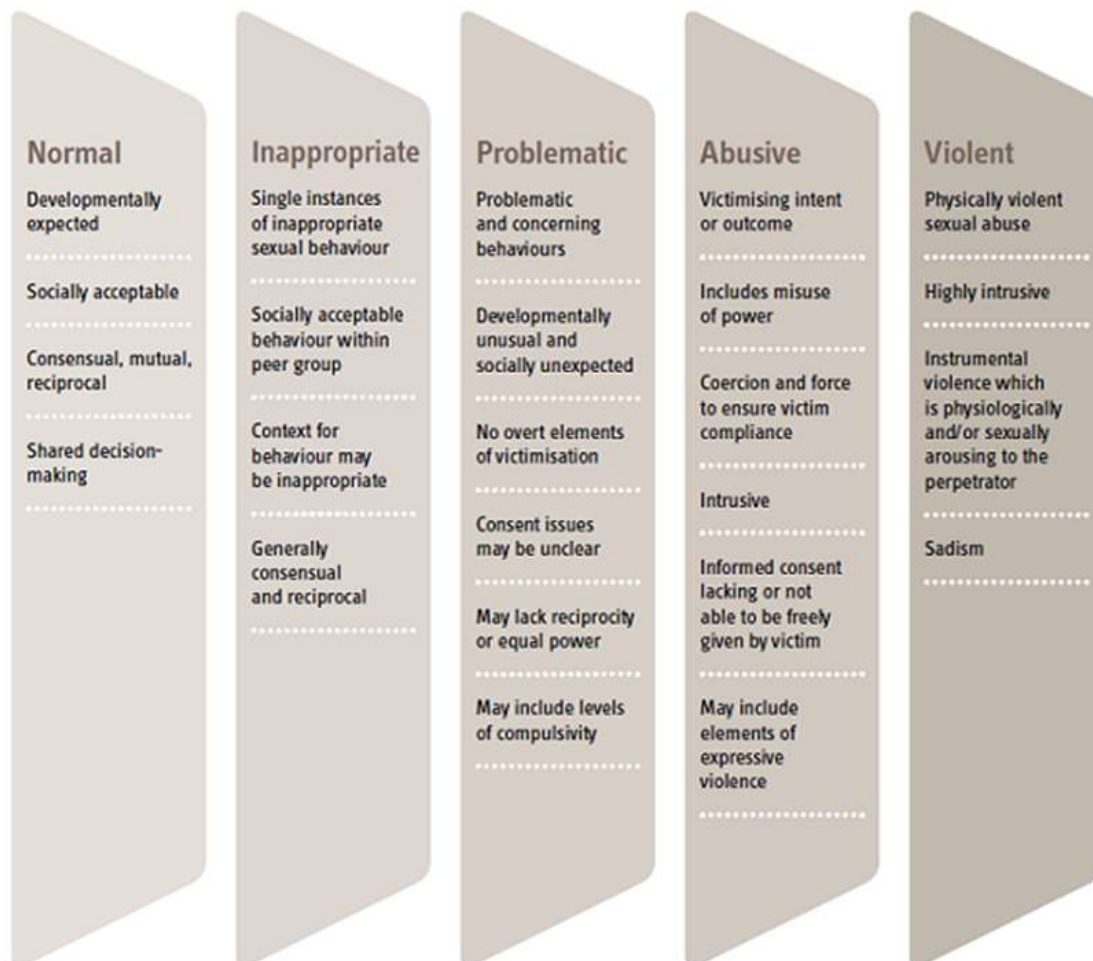 Normal
Developmentally
expected
Socially acceptable
Consensual, mutual,
reciprocal
Shared decision-
making
Inappropriate
Single instances
of inappropriate
sexual behaviour
Socially acceptable
behaviour within
peer group
Context for
behaviour may
be inappropriate
Generally
consensual
and reciprocal
Problematic
Problematic
and concerning
behaviours
Developmentally
unusual and
socially unexpected
No overt elements
of victimisation
Consent issues
may be unclear
May lack reciprocity
or equal power
May include levels
of compulsivity
Abusive
Victimising intent
or outcome
Includes misuse
of power
Coercion and force
to ensure victim
compliance
Intrusive
Informed consent
lacking or not
able to be freely
given by victim
May include
elements of
expressive
violence
Violent
Physically violent
sexual abuse
Highly intrusive
Instrumental
violence which
is physiologically
and/or sexually
arousing to the
perpetrator
Sadism